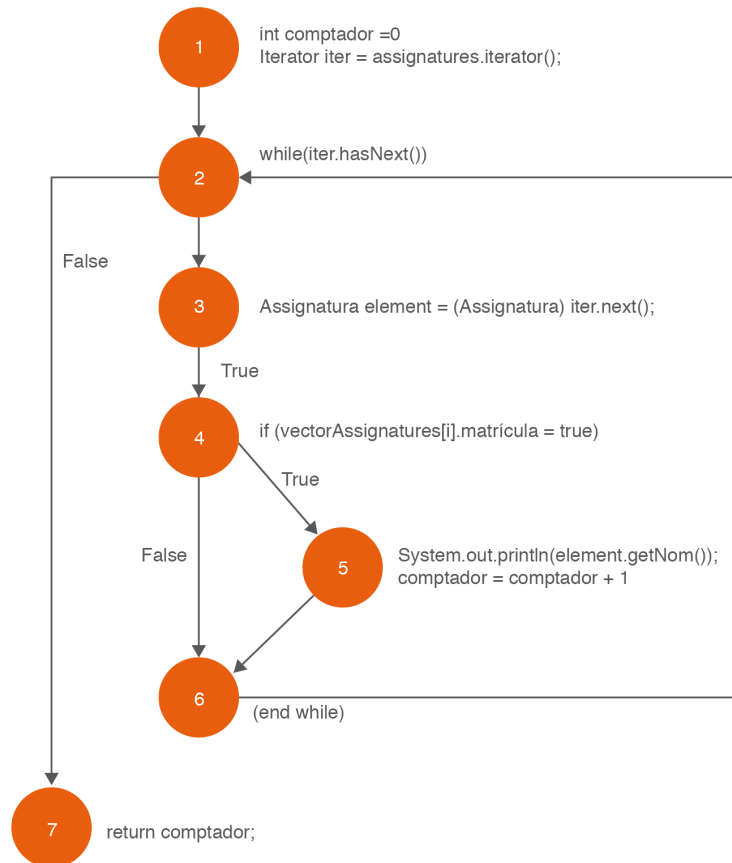 1
int comptador =0
Iterator iter = assignatures.iterator();
while(iter.hasNext())
2
False
3
Assignatura element = (Assignatura) iter.next();
True
4
if (vectorAssignatures[i].matrícula = true)
True
False
5
System.out.println(element.getNom());
comptador = comptador + 1
6
(end while)
7
return comptador;